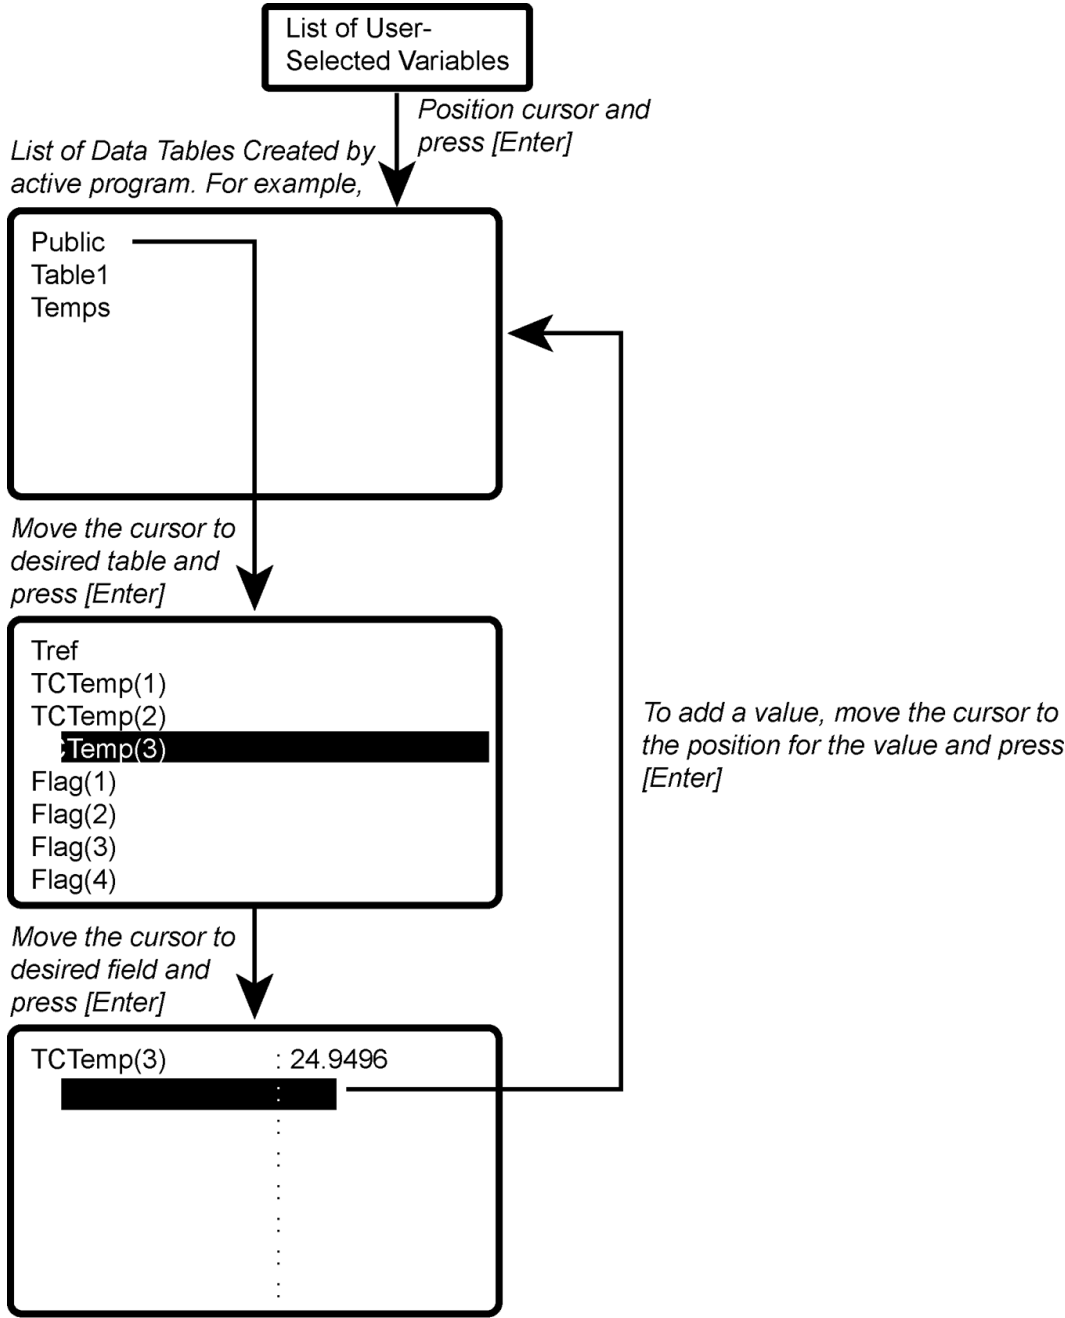 List of User-
Selected Variables
Position cursor and
press [Enter]
List of Data Tables Created by
active program. For example,
Public
Table1
Temps
Move the cursor to
desired table and
press [Enter]
Tref
TCTemp(1)
TCTemp(2)
CTemp(3)
Flag(1)
Flag(2)
Flag(3)
Flag(4)
To add a value, move the cursor to
the position for the value and press
[Enter]
Move the cursor to
desired field and
press [Enter]
TCTemp(3) : 24.9496
:
:
:
:
:
:
: